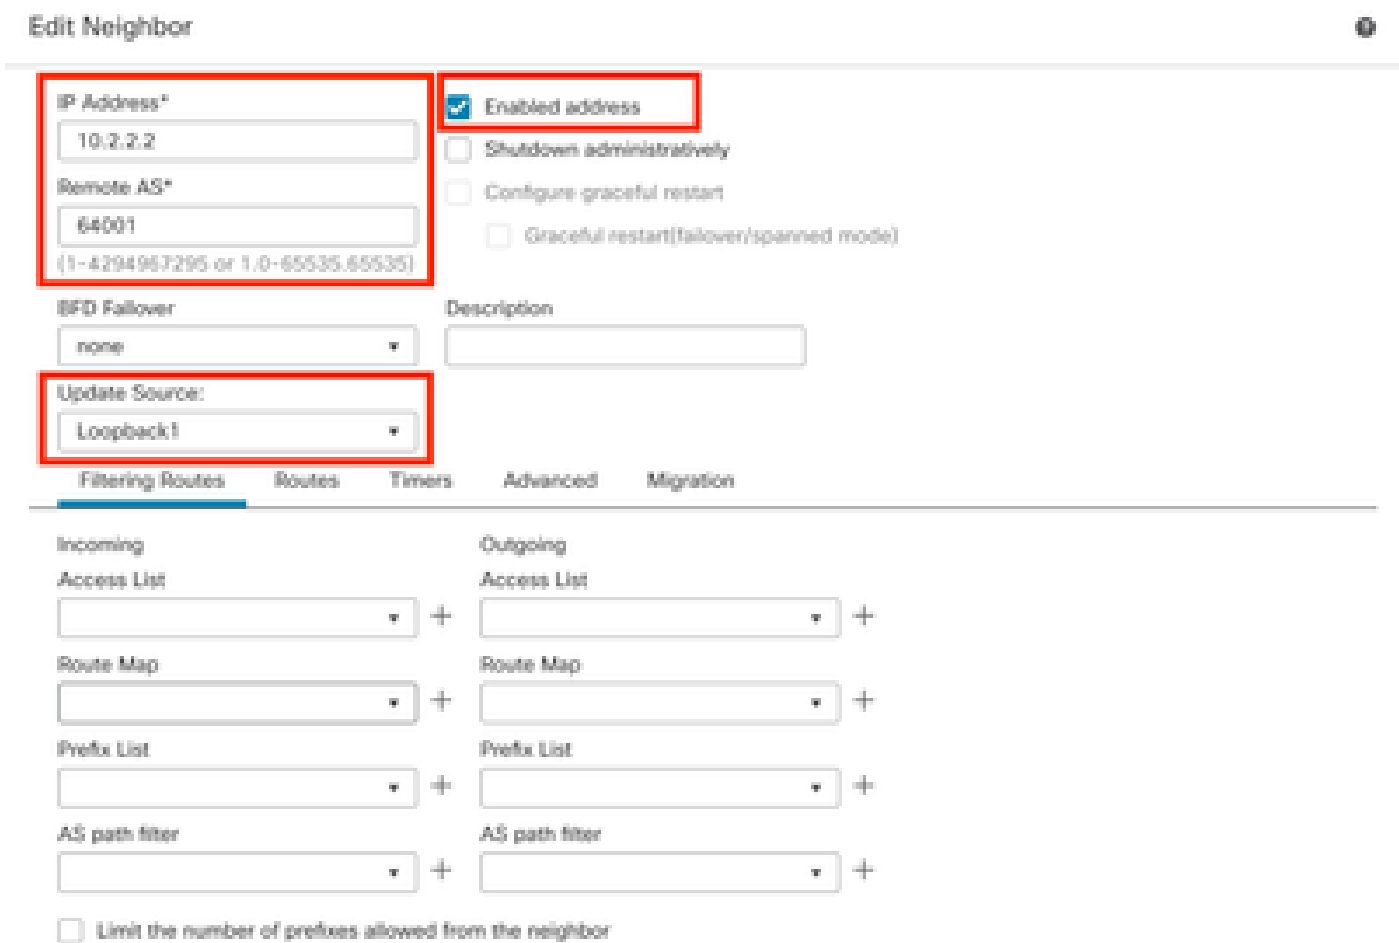 Edit Neighbor
IP Address*
Enabled address
10.2.2.2
Shutdown administratively
Remote AS*
Configure graceful restart
64001
Graceful restart(failover/spanned mode)
(1-4294967295 or 1.0-65535.65535)
BFD Failover
Description
none
Update Source:
Loopback1
Filtering Routes Routes Timers Advanced Migration
Incoming
Outgoing
Access List
Access List
Route Map
Route Map
Prefix List
Prefix List
AS path filter
AS path filter
Limit the number of prefixes allowed from the neighbor